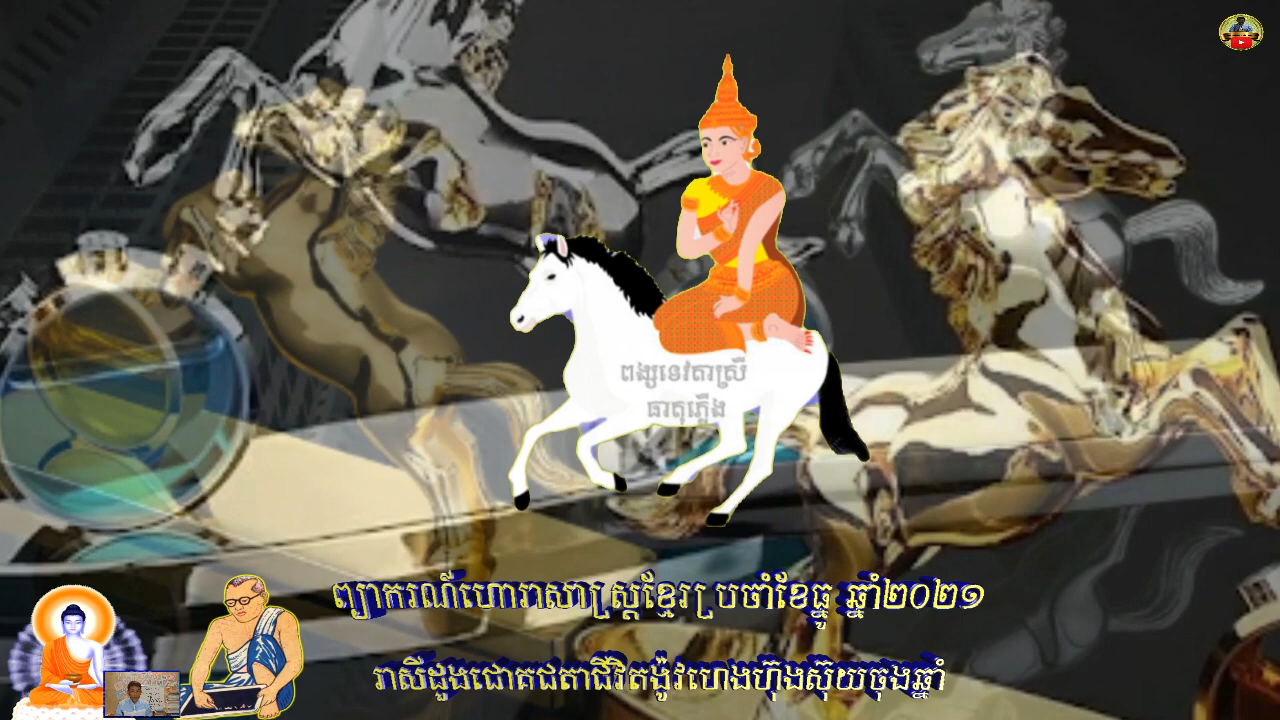 ពង្សទេវតាស្រី
ធាតុភ្លើង
ព្យាករណ៍ហោរាសាស្រ្តខ្មែរ ប្រចាំខែធ្នូ ឆ្នាំ២០២១
រាសីដួងជោគជតាជីវិតង៉ូវហេងហ៊ុងស៊ុយចុងឆ្នាំ